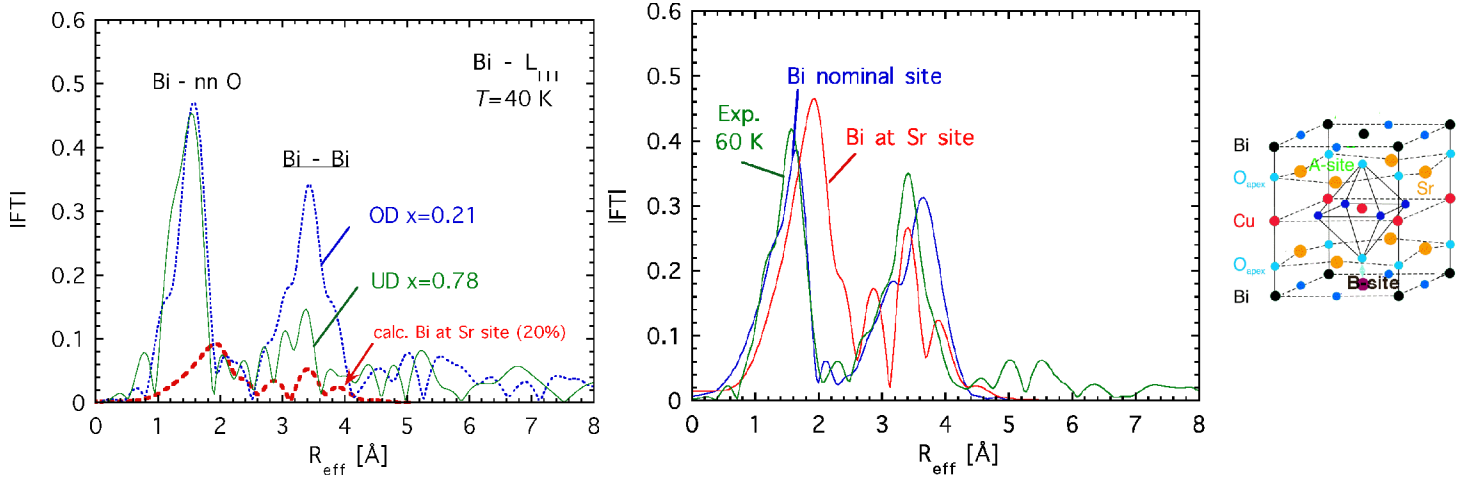 0.6
0.5
0.4
0.3
0.2
0.1
0
|FT|
Bi - nn O
Bi - L
III
T=40 K
Bi - Bi
OD x=0.21
UD x=0.78
calc. Bi at Sr site (20%)
0 1 2 3 4 5 6 7 8
R eff [Å]
0.6
0.5
0.4
0.3
0.2
0.1
0
|FT|
Bi nominal site
Exp.
60 K
Bi at Sr site
0 1 2 3 4 5 6 7 8
R eff [Å]
Bi
A-site
O apex
Sr
Cu
O apex
B-site
Bi